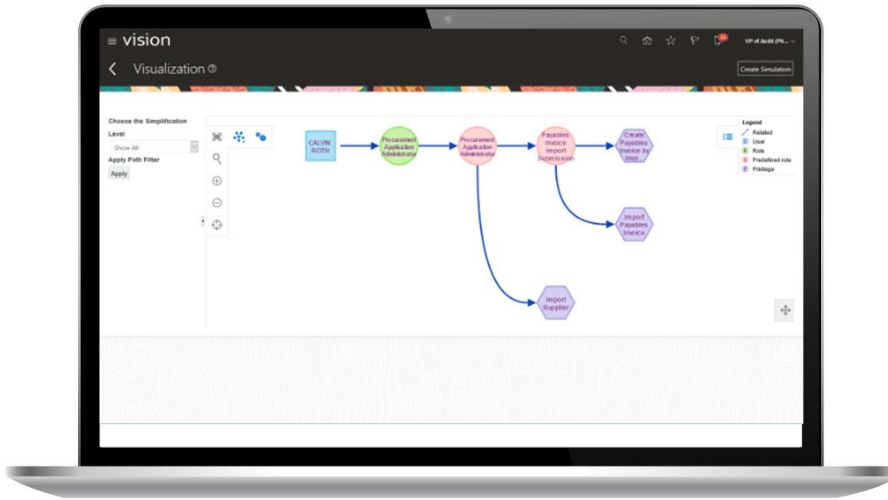 vision
VP of Audit (Ph...
Visualization
Create Simulation
Choose the Simplification
Level
Show All
Apply Path Filter
Apply
CALVIN
ROTH
Procurement
Application
Administrator
Procurement
Application
Administrator
Payables
Invoice
Import
Submission
Create
Payables
Invoice by
Web...
Import
Payables
Invoice
Import
Supplier
Legend
Related
User
Role
Predefined role
Privilege